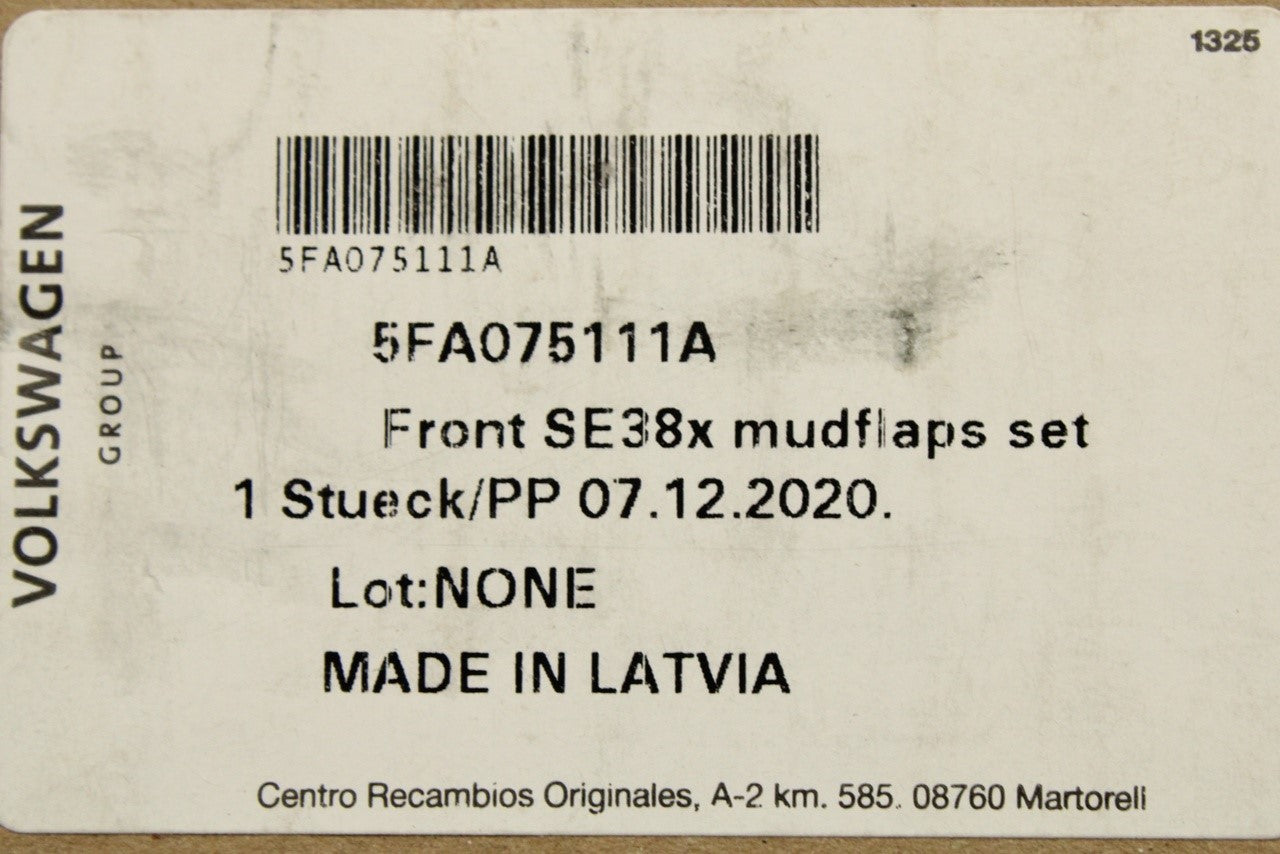 1325
VOLKSWAGEN
GROUP
5FA075111A
5FA075111A
Front SE38x mudflaps set
1 Stueck/PP 07.12.2020.
Lot:NONE
MADE IN LATVIA
Centro Recambios Originales, A-2 km. 585. 08760 Martorell